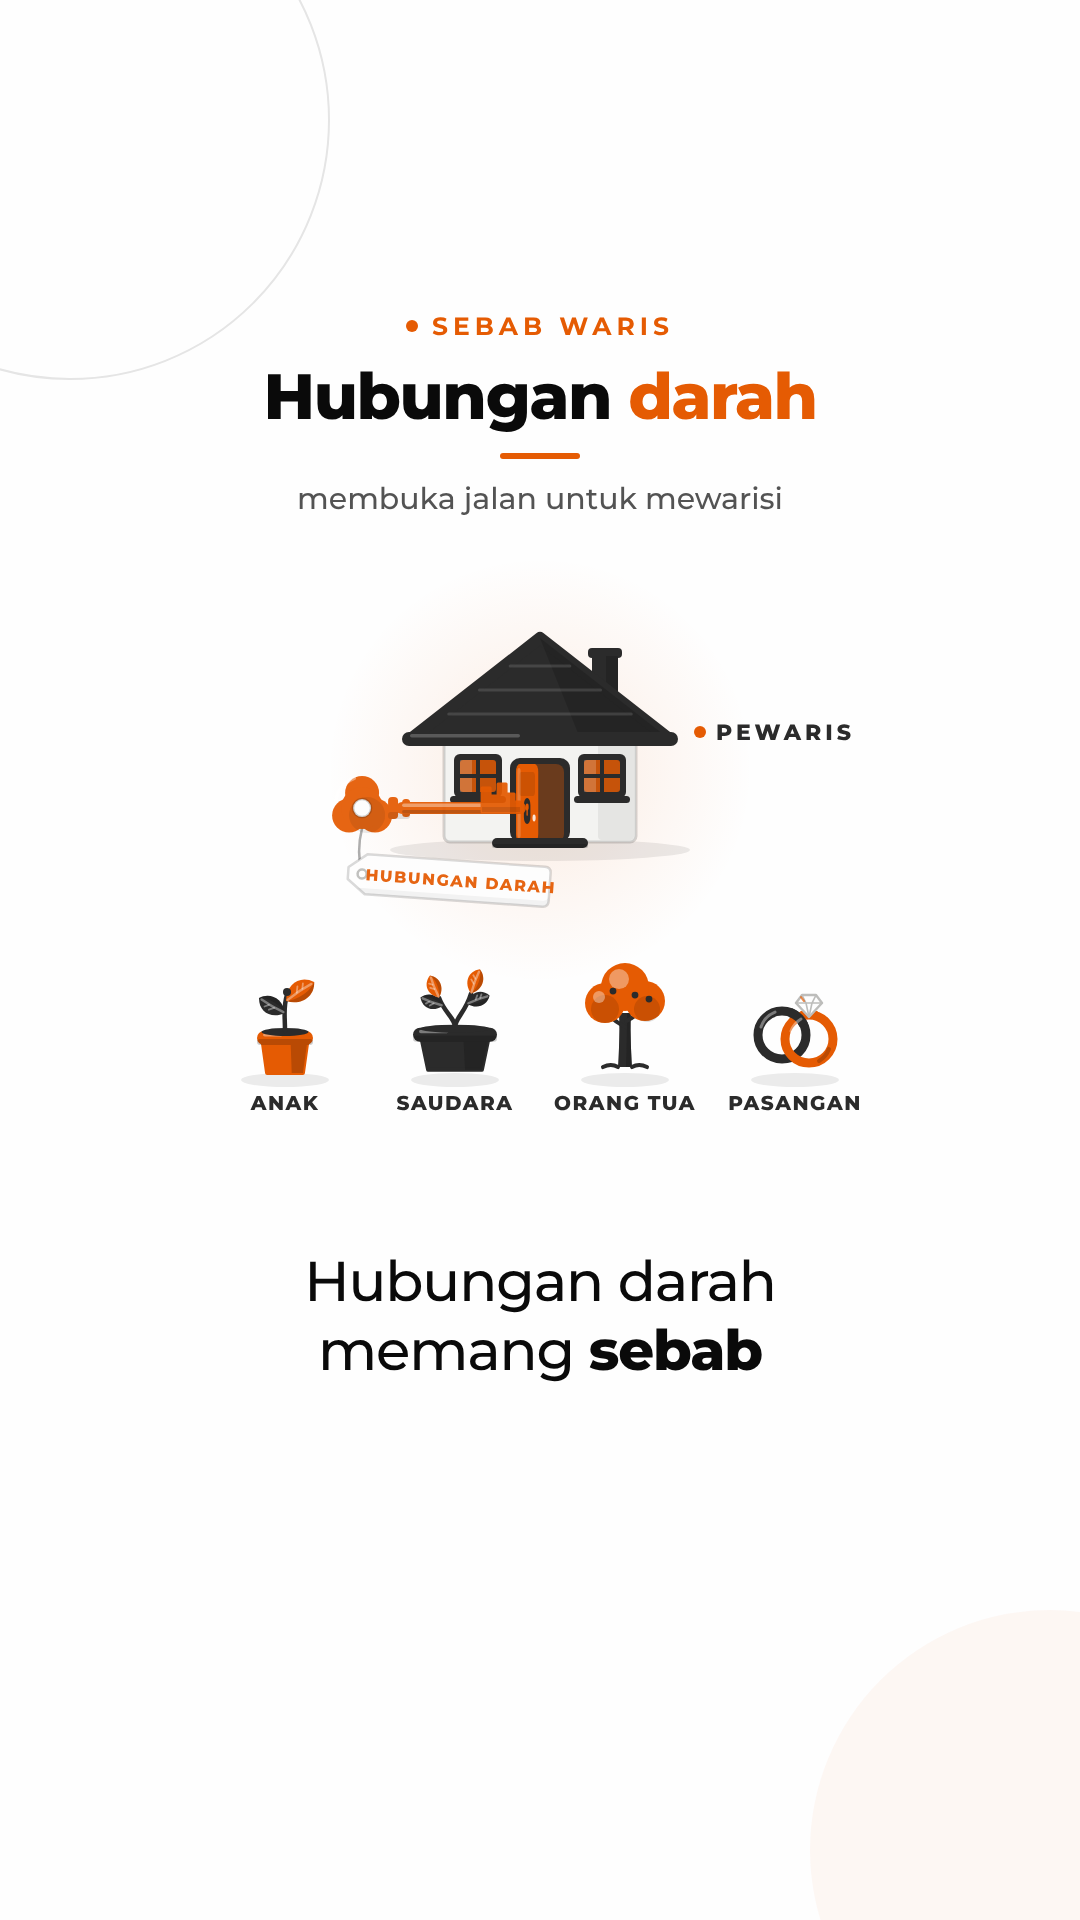 SEBAB WARIS
Hubungan darah
membuka jalan untuk mewarisi
PEWARIS
HUBUNGAN DARAH
ANAK
SAUDARA
ORANG TUA
PASANGAN
Hubungan darah
memang sebab